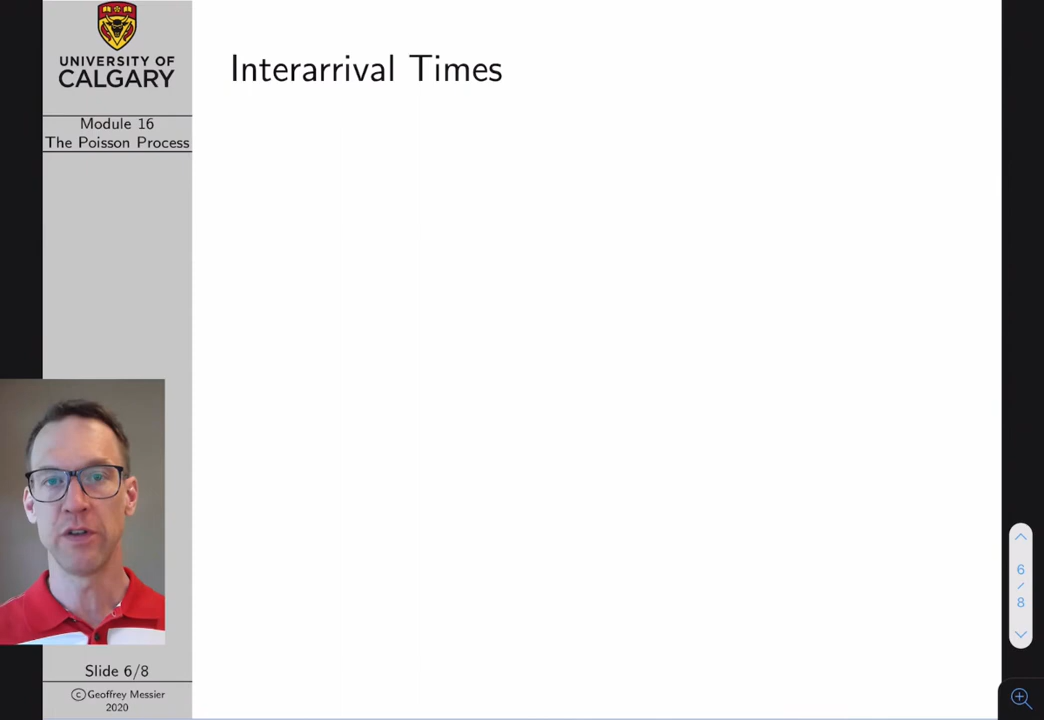 UNIVERSITY OF
CALGARY
Module 16
The Poisson Process
Interarrival Times
6
/
8
Slide 6/8
©Geoffrey Messier
2020